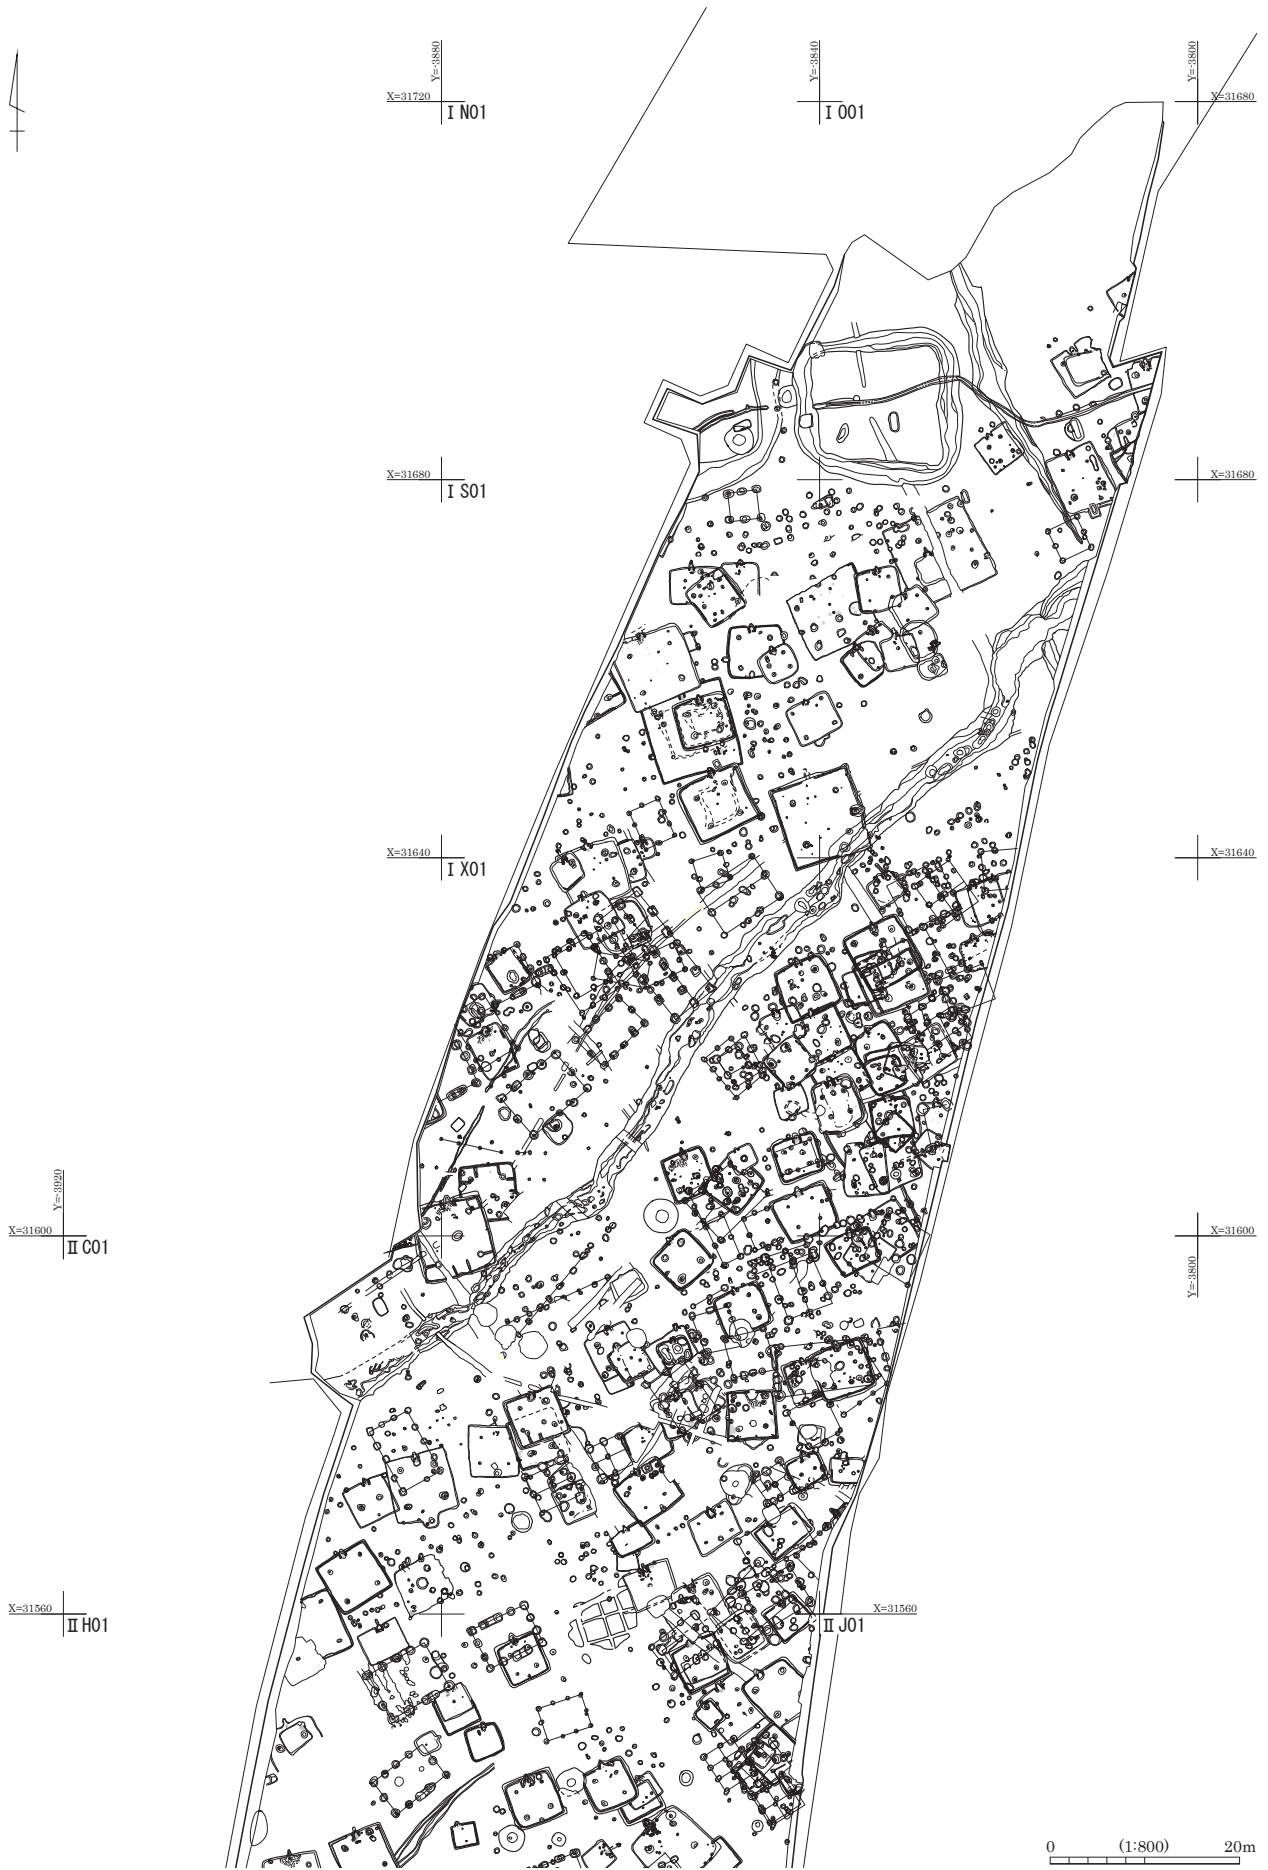 Y=-3880
Y=-3840
Y=-3800
X=31720
X=31680
I N01
I O01
X=31680
X=31680
I S01
X=31640
X=31640
I X01
Y=-3920
X=31600
X=31600
II C01
Y=-3800
X=31560
X=31560
II H01
II J01
0 (1:800) 20m